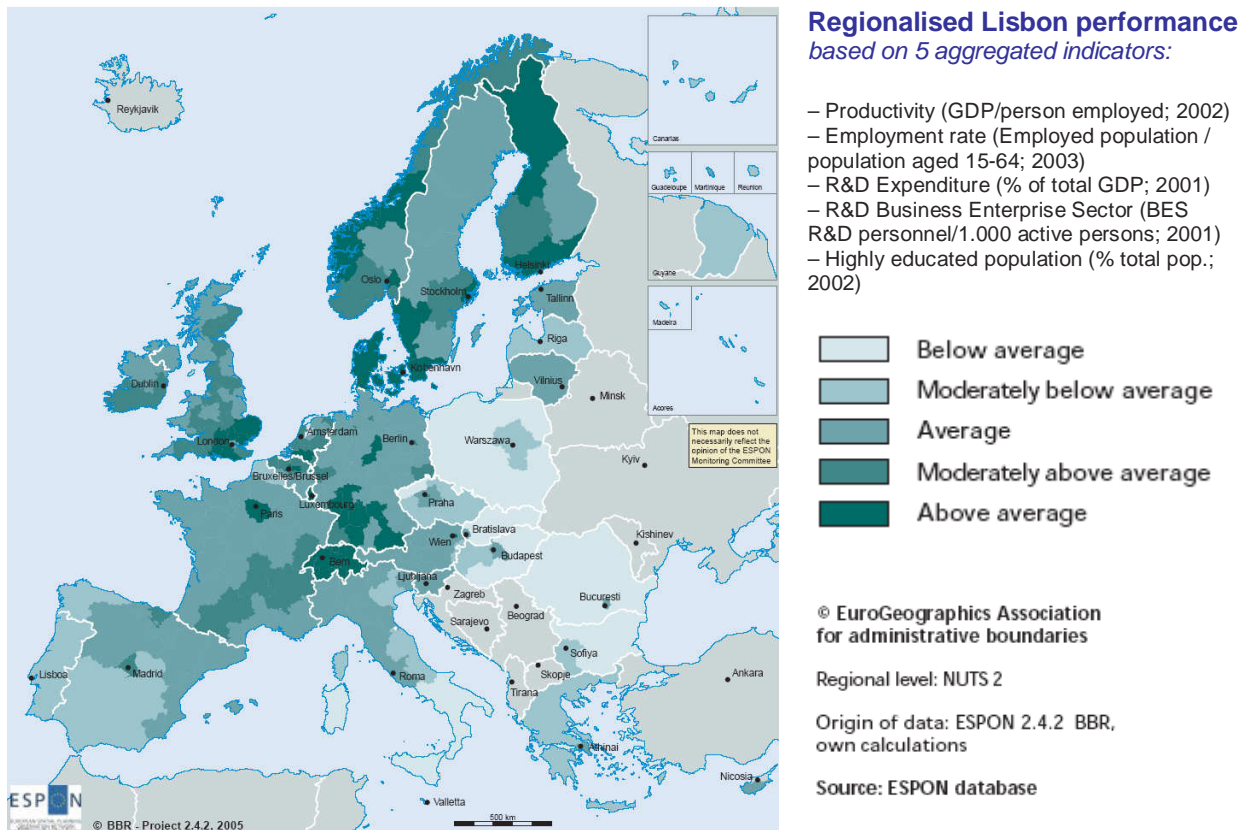 Regionalised Lisbon performance
based on 5 aggregated indicators:
– Productivity (GDP/person employed; 2002)
– Employment rate (Employed population /
population aged 15-64; 2003)
– R&D Expenditure (% of total GDP; 2001)
– R&D Business Enterprise Sector (BES
R&D personnel/1.000 active persons; 2001)
– Highly educated population (% total pop.;
2002)
Below average
Moderately below average
Average
Moderately above average
Above average
© EuroGeographics Association
for administrative boundaries
Regional level: NUTS 2
Origin of data: ESPON 2.4.2 BBR,
own calculations
Source: ESPON database
Reykjavik
Canarias
Guadeloupe
Martinique
Reunion
Guyane
Madeira
Acores
This map does not
necessarily reflect the
opinion of the ESPON
Monitoring Committee
Helsinki
Oslo
Stockholm
Tallinn
Riga
København
Vilnius
Minsk
Dublin
London
Amsterdam
Berlin
Warszawa
Kyiv
Bruxelles/Brussel
Luxembourg
Paris
Praha
Bratislava
Wien
Budapest
Kishinev
Bern
Ljubljana
Zagreb
Bucuresti
Beograd
Sarajevo
Sofiya
Skopje
Tirana
Ankara
Lisboa
Madrid
Roma
Athinai
Nicosia
Valletta
500 km
ESPON
© BBR - Project 2.4.2, 2005